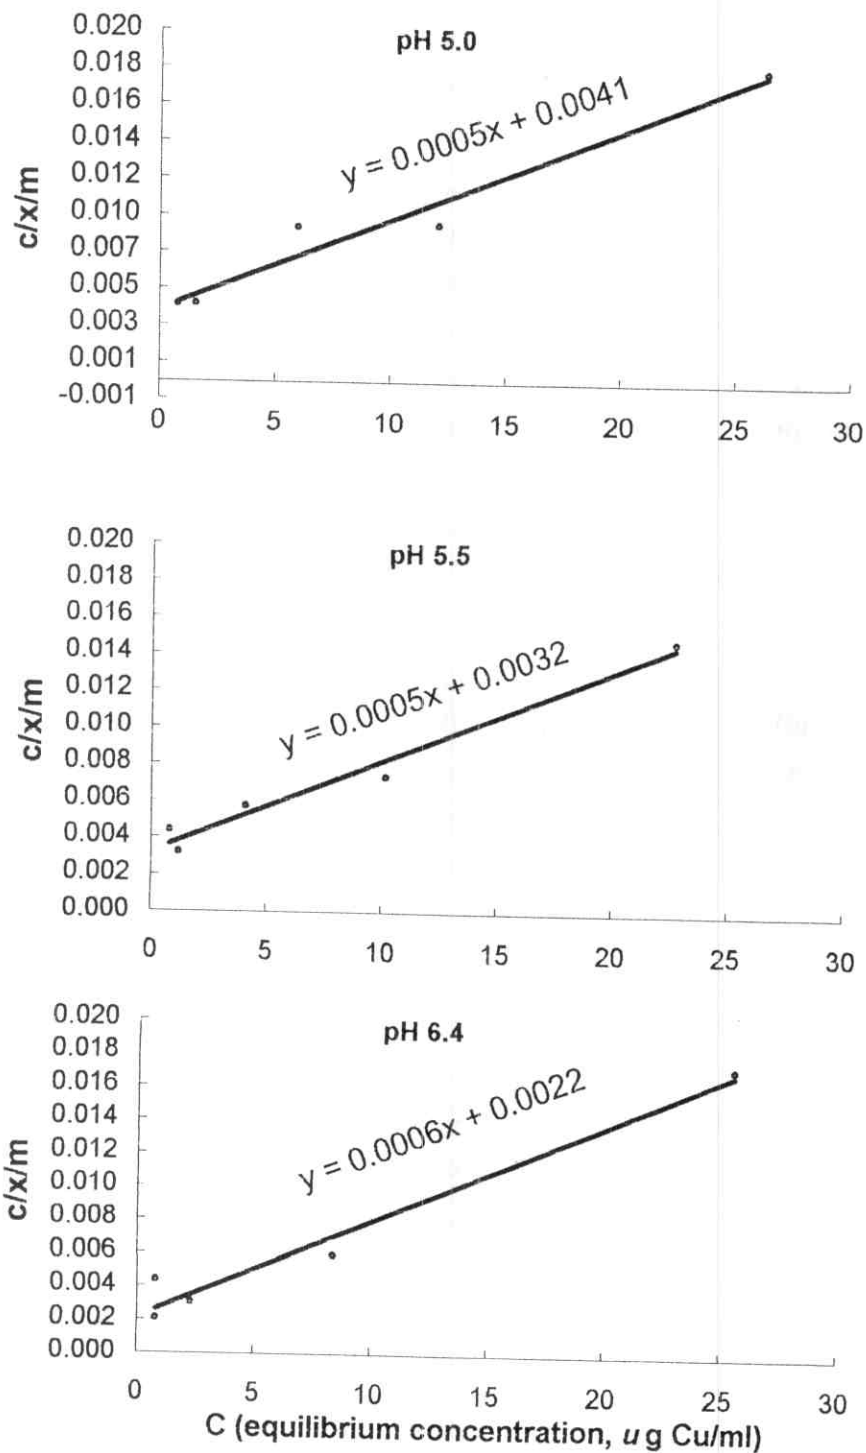 pH 5.0
0.020
0.018
0.016
0.014
0.012
0.010
0.007
0.005
0.003
0.001
-0.001
c/x/m
y = 0.0005x + 0.0041
0 5 10 15 20 25 30
pH 5.5
0.020
0.018
0.016
0.014
0.012
0.010
0.008
0.006
0.004
0.002
0.000
c/x/m
y = 0.0005x + 0.0032
0 5 10 15 20 25 30
pH 6.4
0.020
0.018
0.016
0.014
0.012
0.010
0.008
0.006
0.004
0.002
0.000
c/x/m
y = 0.0006x + 0.0022
0 5 10 15 20 25 30
C (equilibrium concentration, ug Cu/ml)